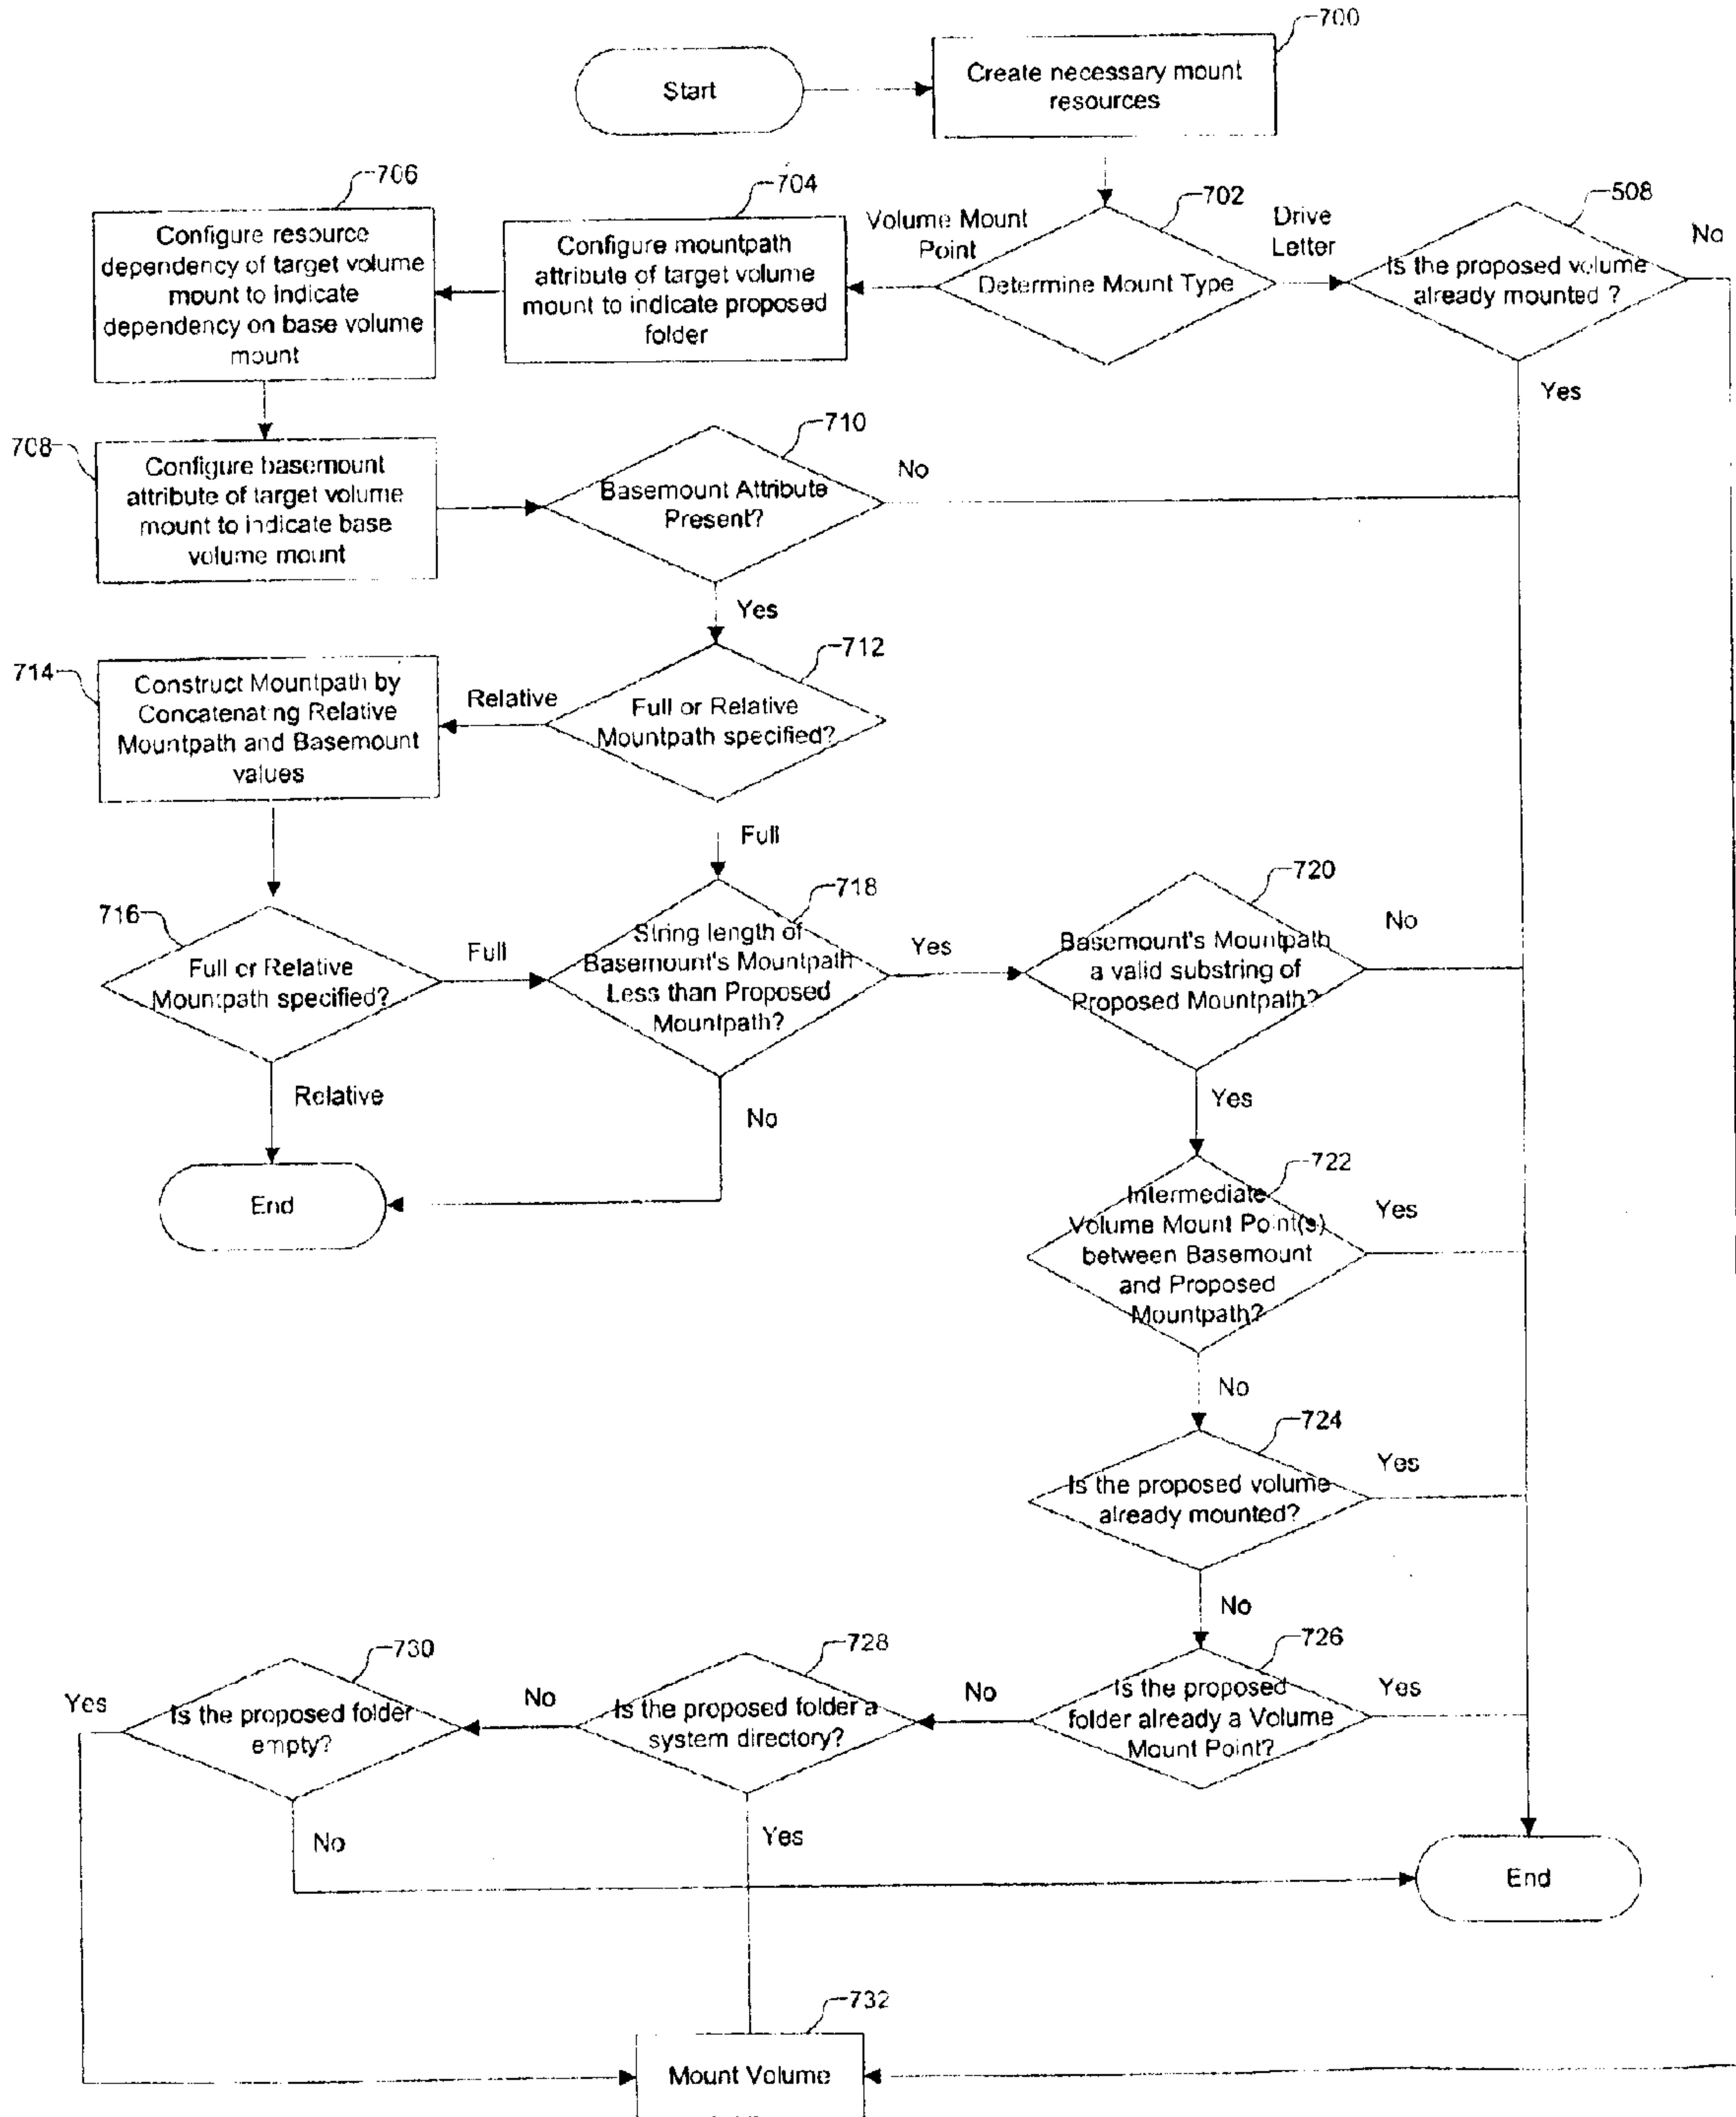 700
Start
Create necessary mount
resources
706
704
702
508
Configure resource
dependency of target volume
mount to indicate
dependency on base volume
mount
Configure mountpath
attribute of target volume
mount to indicate proposed
folder
Volume Mount
Point
Determine Mount Type
Drive
Letter
Is the proposed volume
already mounted ?
No
Yes
708
Configure basemount
attribute of target volume
mount to indicate base
volume mount
710
Basemount Attribute
Present?
No
Yes
712
714
Construct Mountpath by
Concatenating Relative
Mountpath and Basemount
values
Relative
Full or Relative
Mountpath specified?
Full
716
Full or Relative
Mountpath specified?
Full
718
String length of
Basemount's Mountpath
Less than Proposed
Mountpath?
Yes
720
Basemount's Mountpath
a valid substring of
Proposed Mountpath?
No
Relative
No
Yes
End
722
Intermediate
Volume Mount Point(s)
between Basemount
and Proposed
Mountpath?
Yes
No
724
Is the proposed volume
already mounted?
Yes
No
730
728
726
Yes
Is the proposed folder
empty?
No
Is the proposed folder a
system directory?
No
Is the proposed
folder already a Volume
Mount Point?
Yes
No
Yes
End
732
Mount Volume